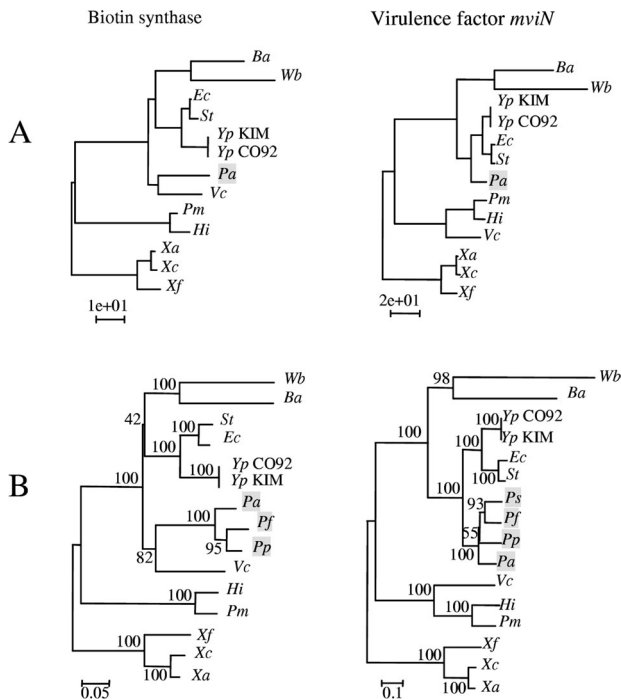 Biotin synthase
Virulence factor mviN
A
Ba
Wb
Ec
St
Yp KIM
Yp CO92
Pa
Vc
Pm
Hi
Xa
Xc
Xf
1e+01
Ba
Wb
Yp KIM
Yp CO92
Ec
St
Pa
Pm
Hi
Vc
Xa
Xc
Xf
2e+01
B
100 Wb
Ba
42
100 St
Ec
100
100 Yp CO92
Yp KIM
100
Pa
100 Pf
95 Pp
82
Vc
100 Hi
Pm
100 Xf
Xc
100 Xa
0.05
98 Wb
Ba
100
100 Yp CO92
Yp KIM
100
Ec
100 St
100
93 Ps
Pf
55 Pp
100 Pa
Vc
100
100 Hi
Pm
100 Xf
Xc
100 Xa
0.1